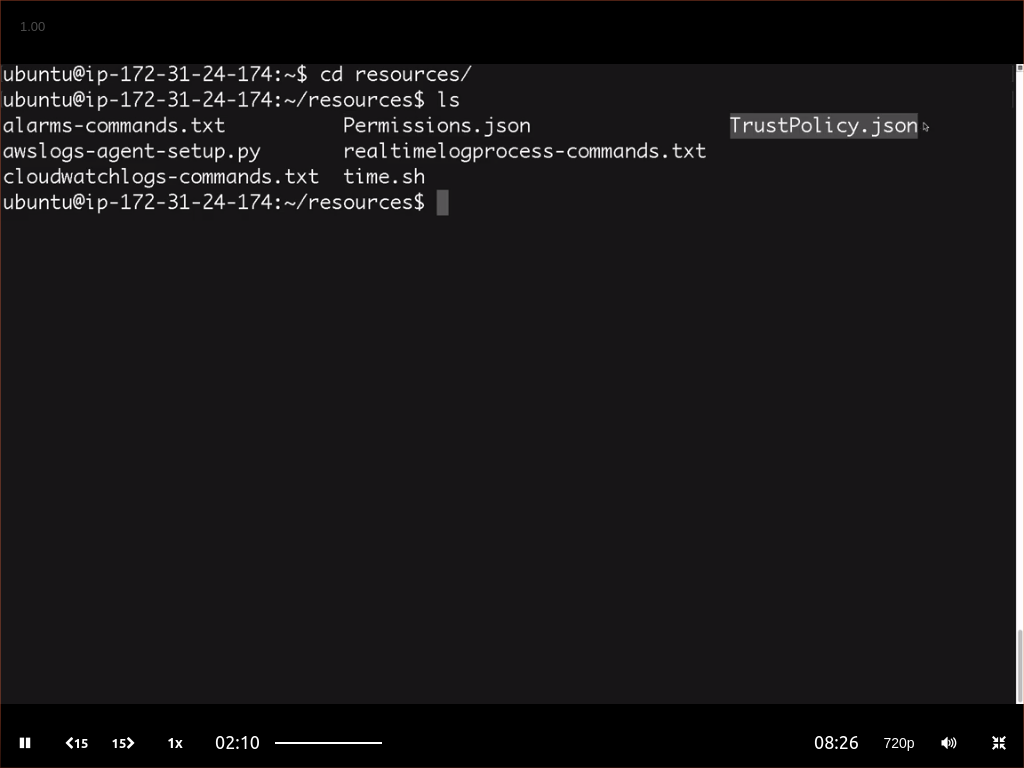 1.00
ubuntu@ip-172-31-24-174:~$ cd resources/
ubuntu@ip-172-31-24-174:~/resources$ ls
alarms-commands.txt Permissions.json TrustPolicy.json
awslogs-agent-setup.py realtimelogprocess-commands.txt
cloudwatchlogs-commands.txt time.sh
ubuntu@ip-172-31-24-174:~/resources$
15 15 1x 02:10 08:26 720p